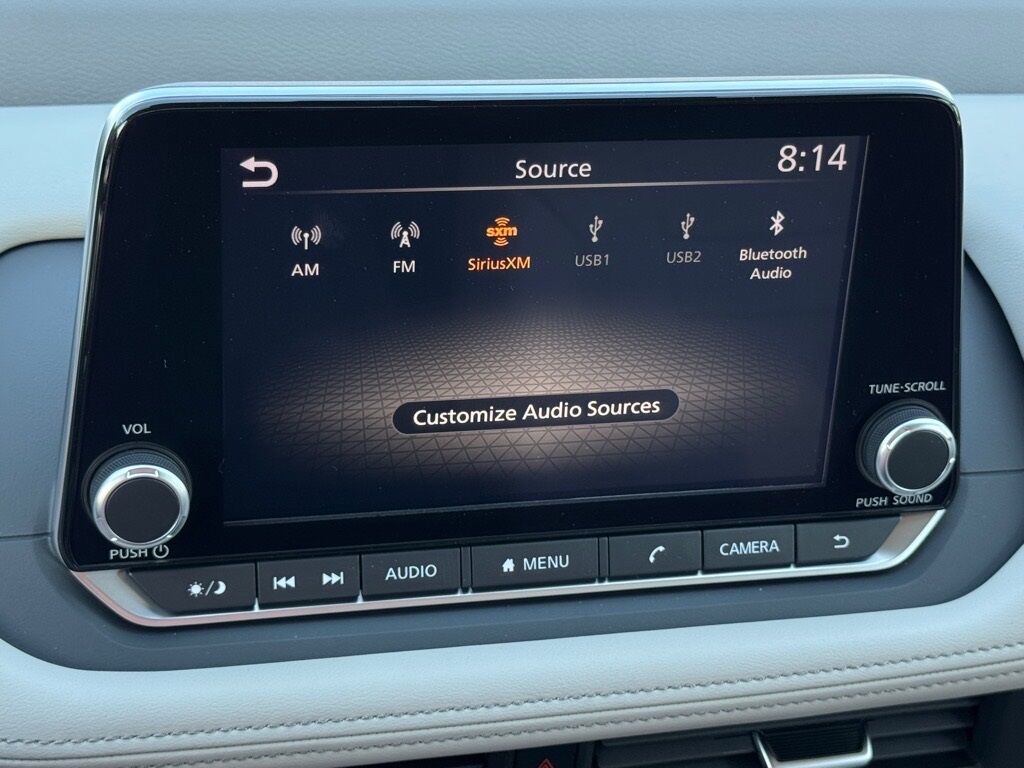 Source
8:14
AM
FM
sxm
SiriusXM
USB1
USB2
Bluetooth
Audio
Customize Audio Sources
VOL
PUSH
TUNE·SCROLL
PUSH SOUND
AUDIO
MENU
CAMERA